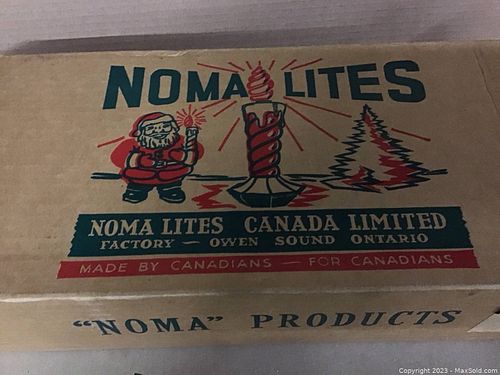 NOMA LITES
NOMA LITES CANADA LIMITED
FACTORY — OWEN SOUND ONTARIO
MADE BY CANADIANS — FOR CANADIANS
"NOMA" PRODUCTS
Copyright 2023 - MaxSold.com